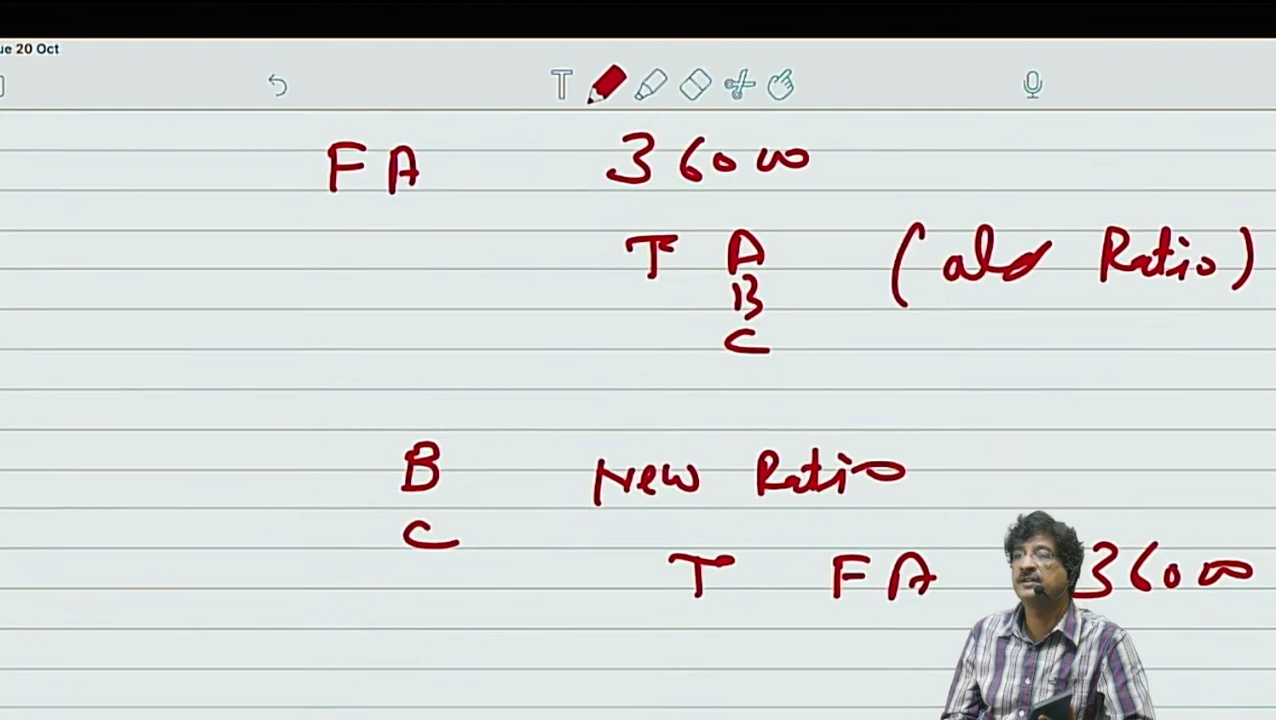 ue 20 Oct
T
FA 36000
T A (old Ratio)
B
C
B New Ratio
C
T FA 36000